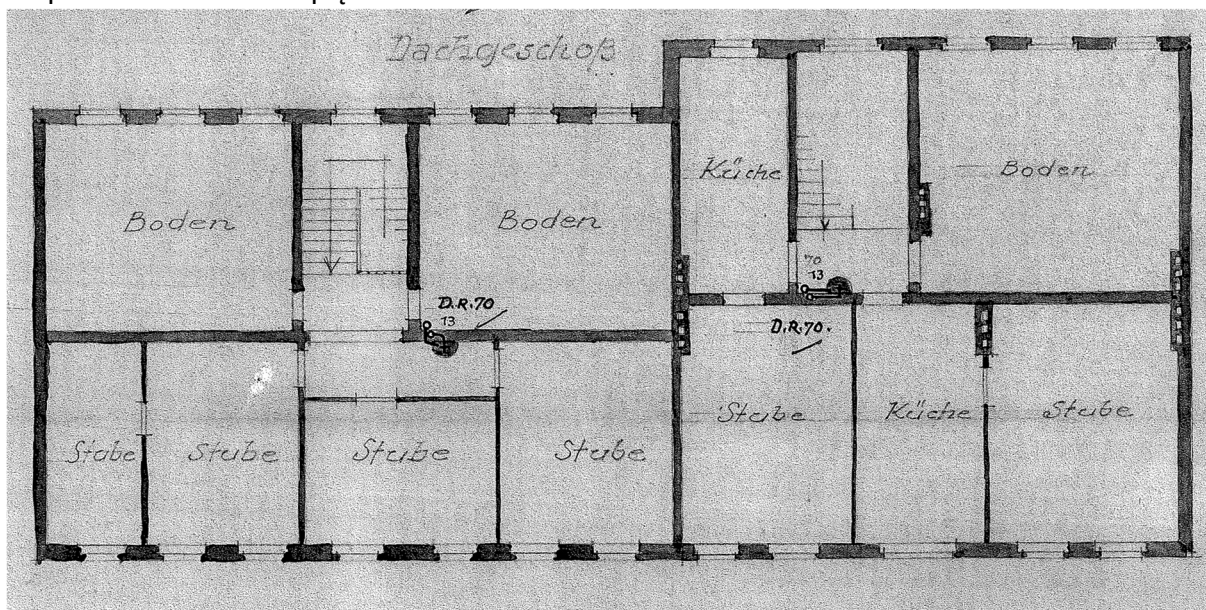 Dachgeschoß
Küche
Boden
Boden
Boden
70
13
D.R.70
13
D.R.70.
Stube
Küche
Stube
Stube
Stube
Stube
Stube